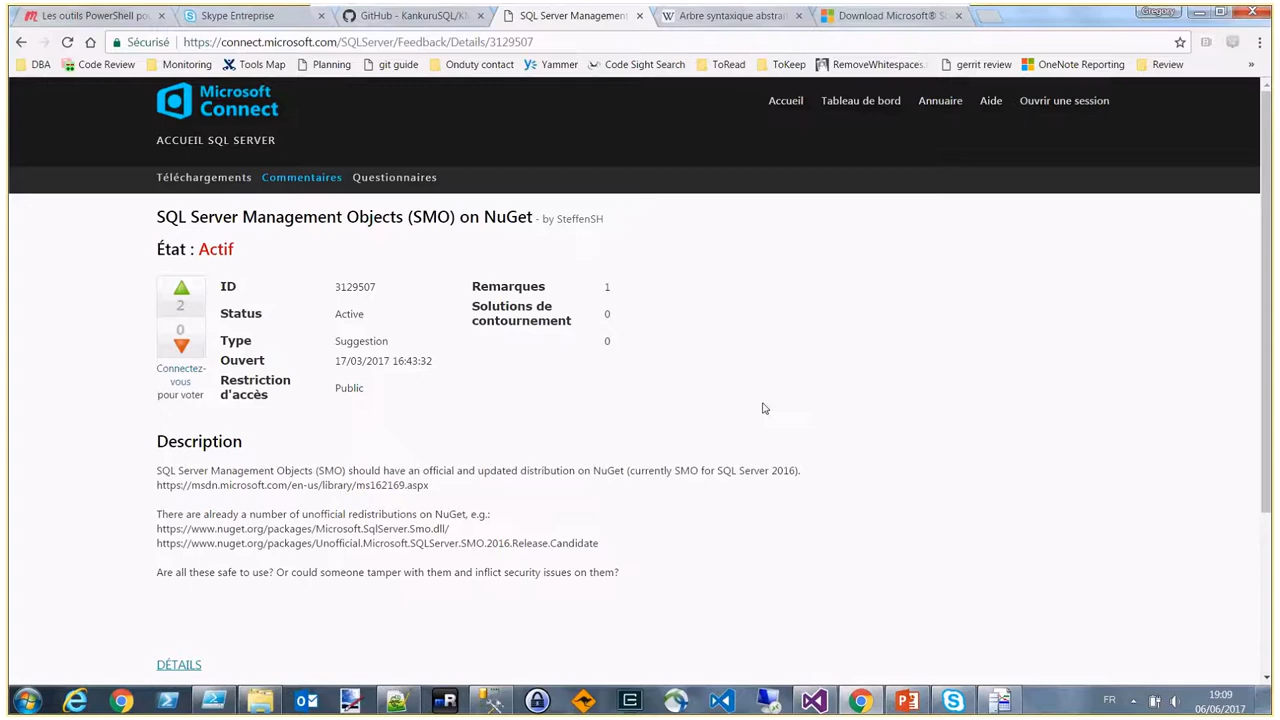 Les outils PowerShell pou
Skype Entreprise
GitHub - KankuruSQL/KM
SQL Server Management
Arbre syntaxique abstrai
Download Microsoft® S
Gregory
Sécurisé
https://connect.microsoft.com/SQLServer/Feedback/Details/3129507
DBA
Code Review
Monitoring
Tools Map
Planning
git guide
Onduty contact
Yammer
Code Sight Search
ToRead
ToKeep
RemoveWhitespaces.
gerrit review
OneNote Reporting
Review
»
Microsoft
Connect
Accueil
Tableau de bord
Annuaire
Aide
Ouvrir une session
ACCUEIL SQL SERVER
Téléchargements
Commentaires
Questionnaires
SQL Server Management Objects (SMO) on NuGet - by SteffenSH
État : Actif
2
0
Connectez-
vous
pour voter
ID 3129507
Status Active
Type Suggestion
Ouvert 17/03/2017 16:43:32
Restriction
d'accès Public
Remarques 1
Solutions de
contournement 0
0
Description
SQL Server Management Objects (SMO) should have an official and updated distribution on NuGet (currently SMO for SQL Server 2016).
https://msdn.microsoft.com/en-us/library/ms162169.aspx
There are already a number of unofficial redistributions on NuGet, e.g.:
https://www.nuget.org/packages/Microsoft.SqlServer.Smo.dll/
https://www.nuget.org/packages/Unofficial.Microsoft.SQLServer.SMO.2016.Release.Candidate
Are all these safe to use? Or could someone tamper with them and inflict security issues on them?
DÉTAILS
FR
19:09
06/06/2017